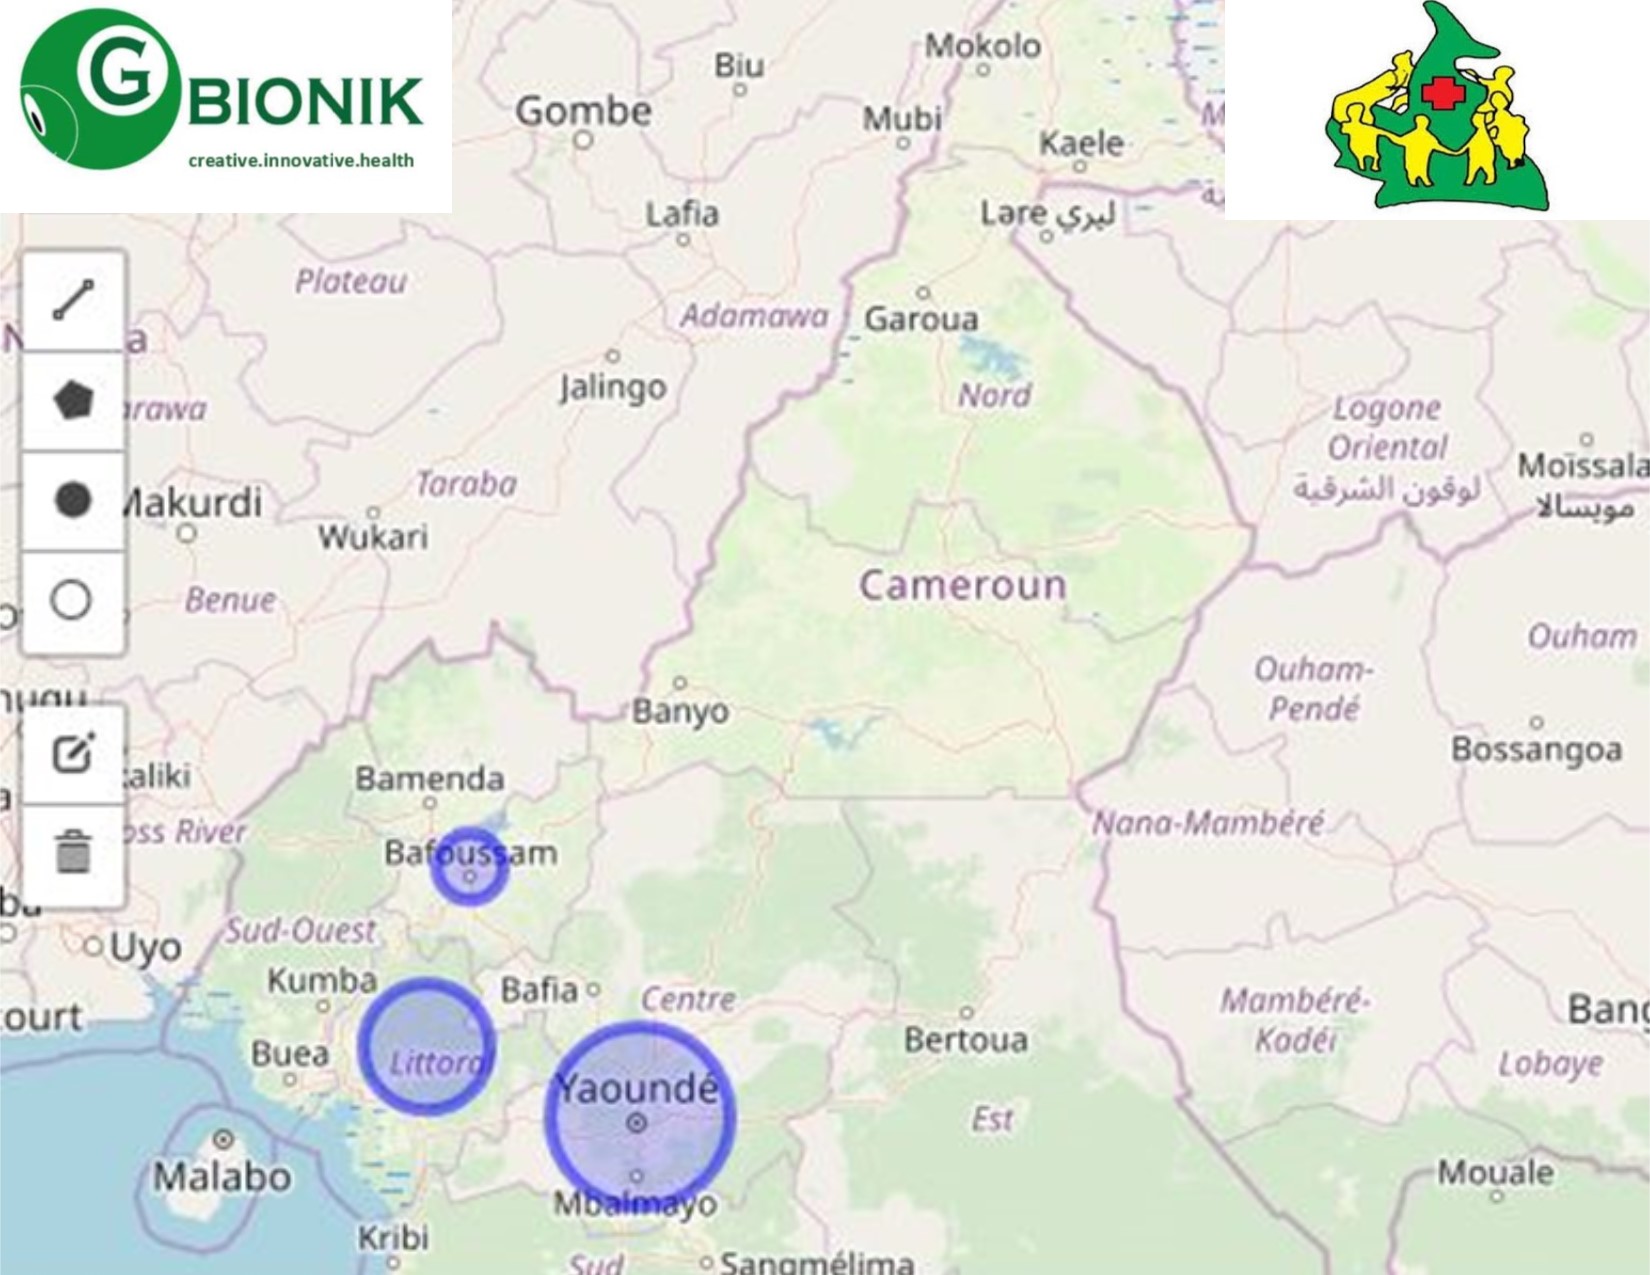 G
BIONIK
creative.innovative.health
Biu
Mokolo
Gombe
Mubi
Kaele
Lafia
Lare ليري
Plateau
Adamawa
Garoua
Jalingo
Nord
Logone
Oriental
لوقون الشرقية
Moïssala
مويسالا
Taraba
Makurdi
Wukari
Benue
Cameroun
Ouham
Ouham-
Pendé
Banyo
Bossangoa
Bamenda
Nana-Mambéré
Bafoussam
Sud-Ouest
Uyo
Kumba
Bafia
Centre
Mambéré-
Kadéï
Bertoua
Buea
Littoral
Lobaye
Yaoundé
Est
Malabo
Mbalmayo
Mouale
Kribi
Sud
Sangmélima